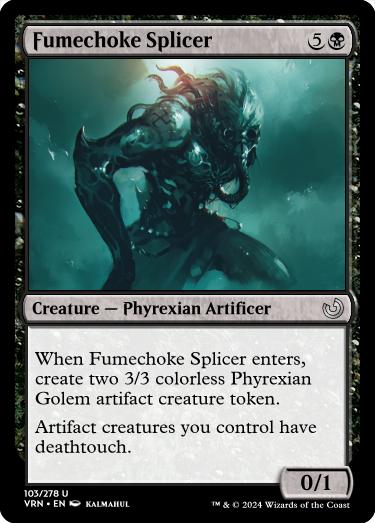 Fumechoke Splicer 5
Creature — Phyrexian Artificer
When Fumechoke Splicer enters,
create two 3/3 colorless Phyrexian
Golem artifact creature token.
Artifact creatures you control have
deathtouch.
0/1
103/278 U
VRN • EN KALMAHUL
™ & © 2024 Wizards of the Coast